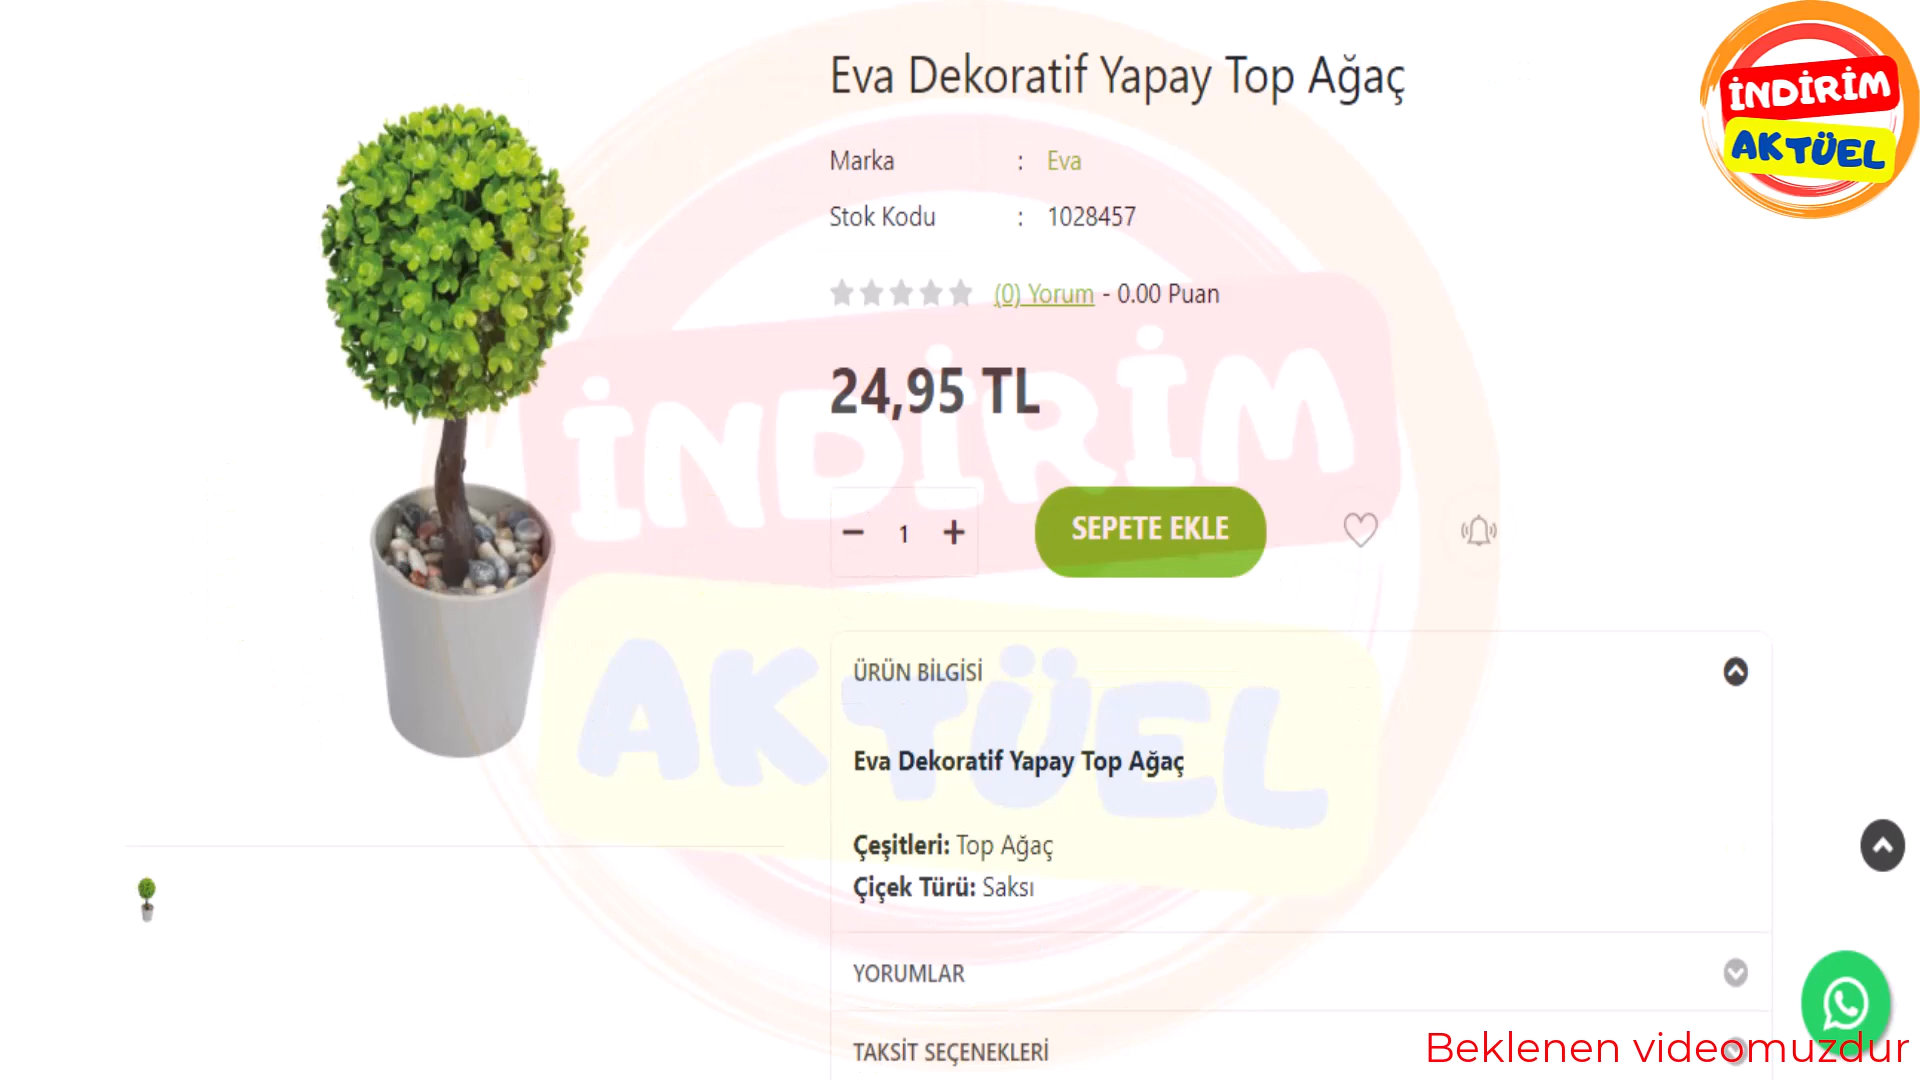 Eva Dekoratif Yapay Top Ağaç
Marka : Eva
Stok Kodu : 1028457
(0) Yorum - 0.00 Puan
24,95 TL
1
SEPETE EKLE
ÜRÜN BİLGİSİ
Eva Dekoratif Yapay Top Ağaç
Çeşitleri: Top Ağaç
Çiçek Türü: Saksı
YORUMLAR
TAKSİT SEÇENEKLERİ
İNDİRİM
AKTÜEL
İNDİRİM
AKTÜEL
Beklenen videomuzdur